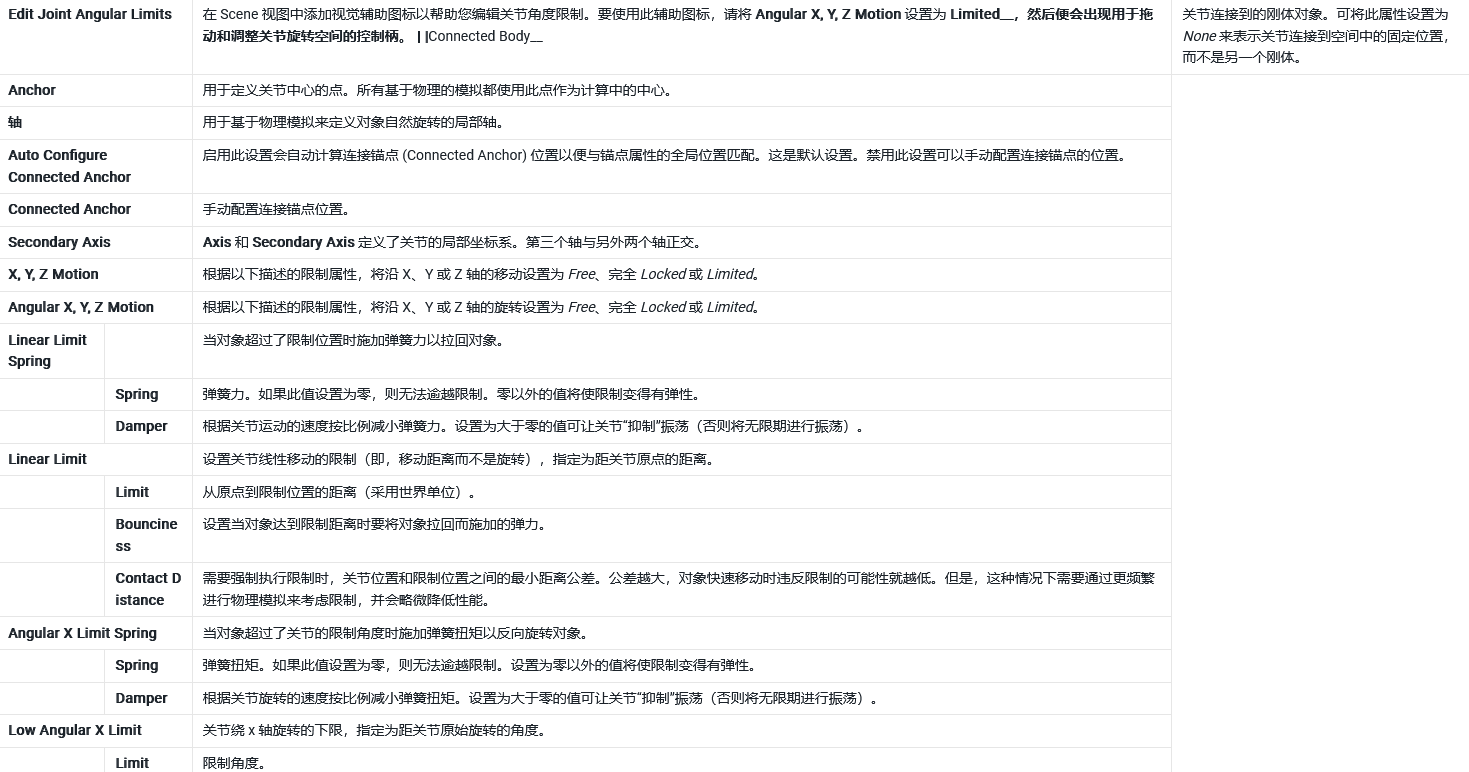 Edit Joint Angular Limits
在 Scene 视图中添加视觉辅助图标以帮助您编辑关节角度限制。要使用此辅助图标，请将 Angular X, Y, Z Motion 设置为 Limited__，然后便会出现用于拖
动和调整关节旋转空间的控制柄。 | |Connected Body__
关节连接到的刚体对象。可将此属性设置为
None 来表示关节连接到空间中的固定位置，
而不是另一个刚体。
Anchor
用于定义关节中心的点。所有基于物理的模拟都使用此点作为计算中的中心。
轴
用于基于物理模拟来定义对象自然旋转的局部轴。
Auto Configure
Connected Anchor
启用此设置会自动计算连接锚点 (Connected Anchor) 位置以便与锚点属性的全局位置匹配。这是默认设置。禁用此设置可以手动配置连接锚点的位置。
Connected Anchor
手动配置连接锚点位置。
Secondary Axis
Axis 和 Secondary Axis 定义了关节的局部坐标系。第三个轴与另外两个轴正交。
X, Y, Z Motion
根据以下描述的限制属性，将沿 X、Y 或 Z 轴的移动设置为 Free、完全 Locked 或 Limited。
Angular X, Y, Z Motion
根据以下描述的限制属性，将沿 X、Y 或 Z 轴的旋转设置为 Free、完全 Locked 或 Limited。
Linear Limit
Spring
当对象超过了限制位置时施加弹簧力以拉回对象。
Spring
弹簧力。如果此值设置为零，则无法逾越限制。零以外的值将使限制变得有弹性。
Damper
根据关节运动的速度按比例减小弹簧力。设置为大于零的值可让关节“抑制”振荡（否则将无限期进行振荡）。
Linear Limit
设置关节线性移动的限制（即，移动距离而不是旋转），指定为距关节原点的距离。
Limit
从原点到限制位置的距离（采用世界单位）。
Bouncine
ss
设置当对象达到限制距离时要将对象拉回而施加的弹力。
Contact D
istance
需要强制执行限制时，关节位置和限制位置之间的最小距离公差。公差越大，对象快速移动时违反限制的可能性就越低。但是，这种情况下需要通过更频繁
进行物理模拟来考虑限制，并会略微降低性能。
Angular X Limit Spring
当对象超过了关节的限制角度时施加弹簧扭矩以反向旋转对象。
Spring
弹簧扭矩。如果此值设置为零，则无法逾越限制。设置为零以外的值将使限制变得有弹性。
Damper
根据关节旋转的速度按比例减小弹簧扭矩。设置为大于零的值可让关节“抑制”振荡（否则将无限期进行振荡）。
Low Angular X Limit
关节绕 x 轴旋转的下限，指定为距关节原始旋转的角度。
Limit
限制角度。